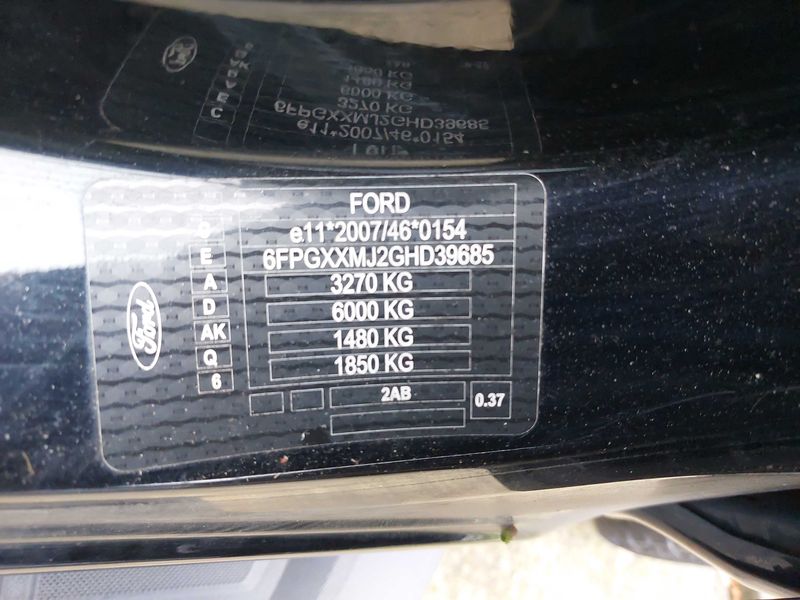 FORD
e11*2007/46*0154
6FPGXXMJ2GHD39685
3270 KG
6000 KG
1480 KG
1850 KG
E
A
D
AK
Q
6
Ford
2AB
0.37